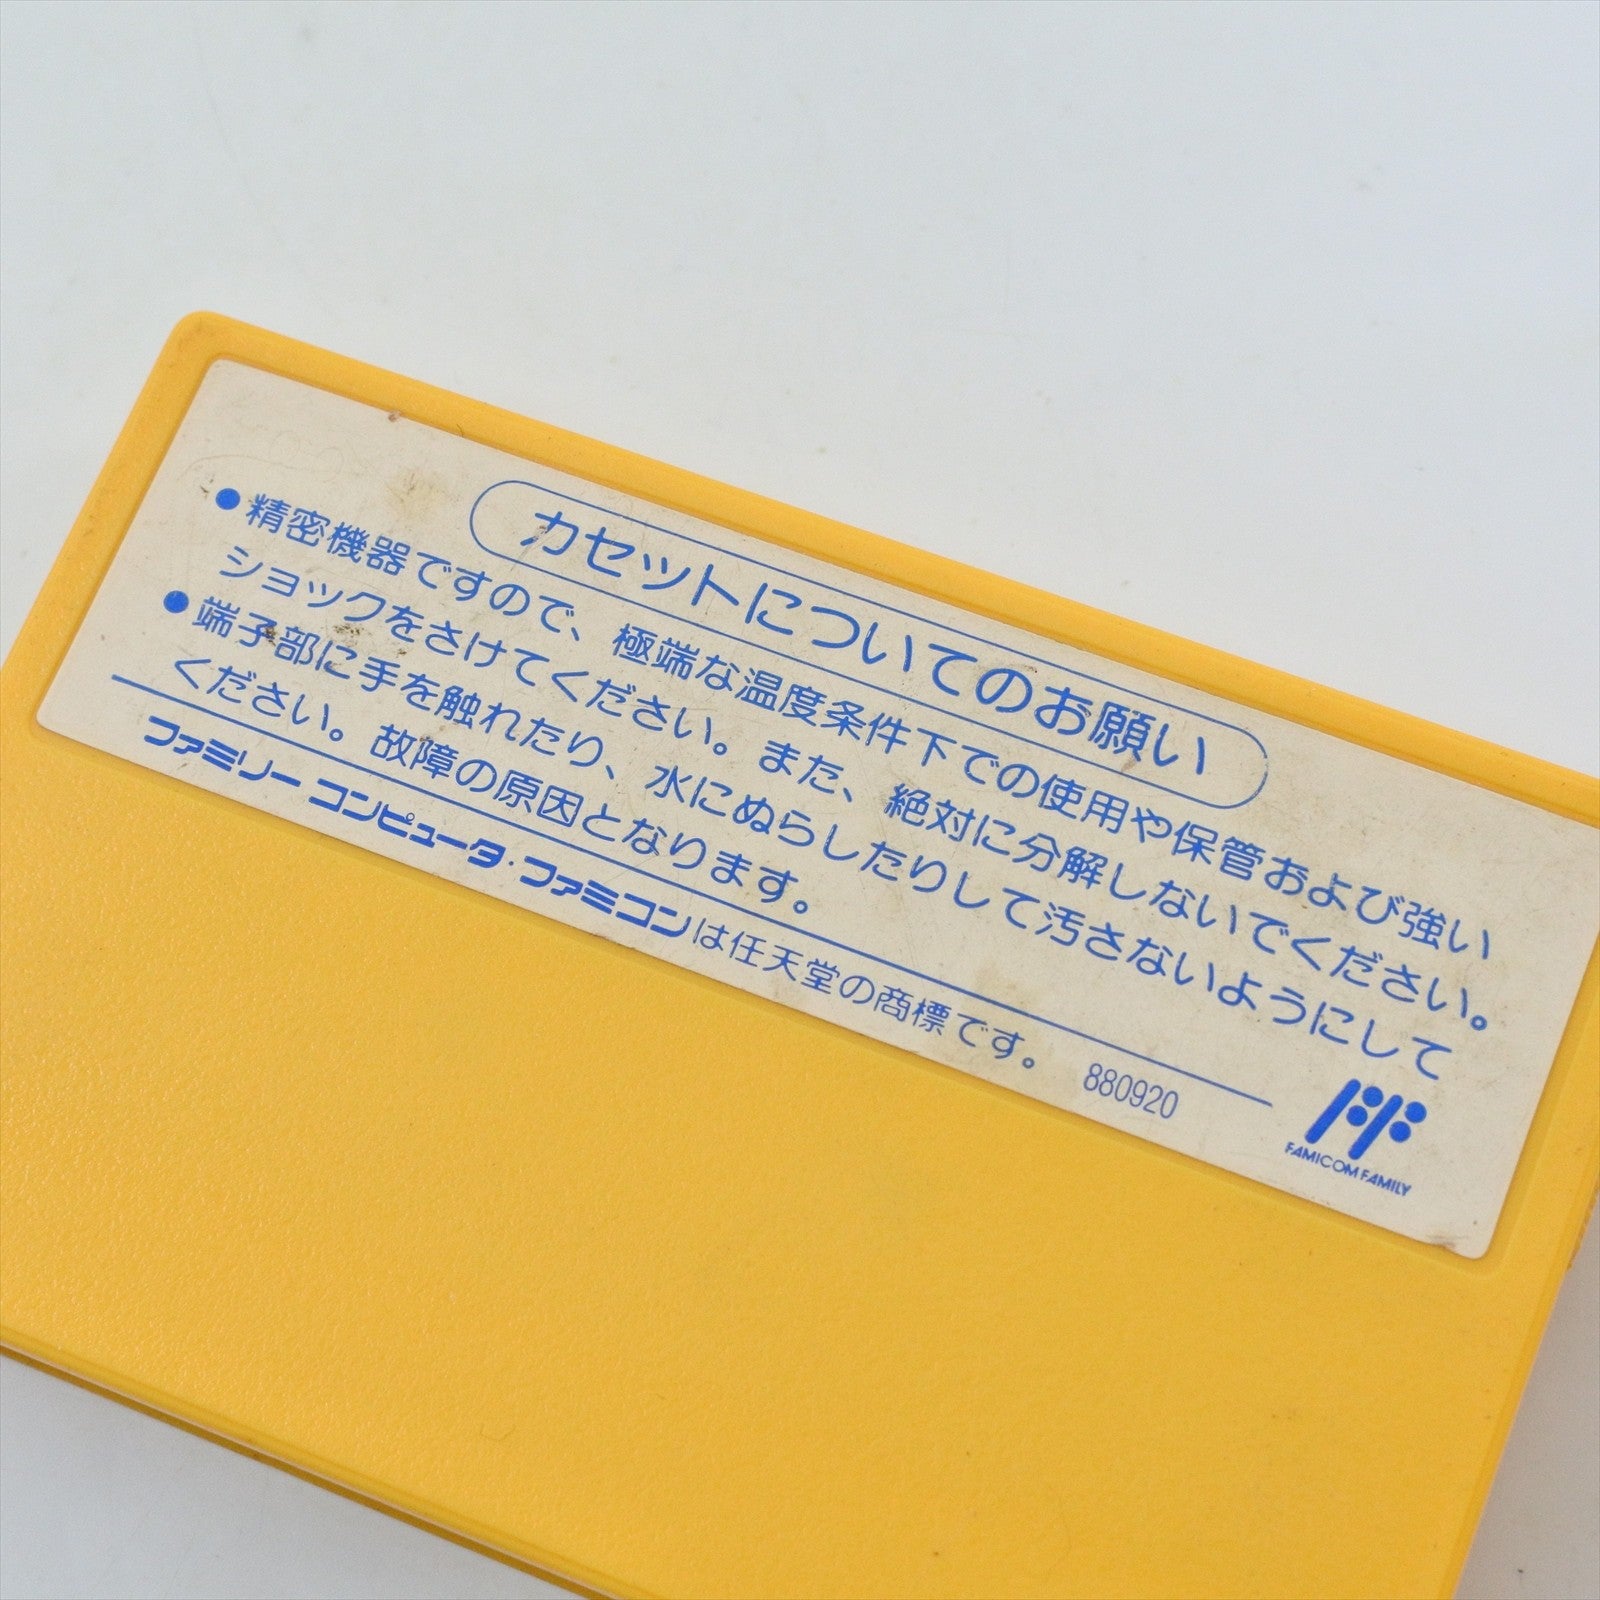 カセットについてのお願い
●精密機器ですので、極端な温度条件下での使用や保管および強い
ショックをさけてください。また、絶対に分解しないでください。
●端子部に手を触れたり、水にぬらしたりして汚さないようにして
ください。故障の原因となります。
ファミリー コンピュータ・ファミコンは任天堂の商標です。 880920
FAMICOM FAMILY